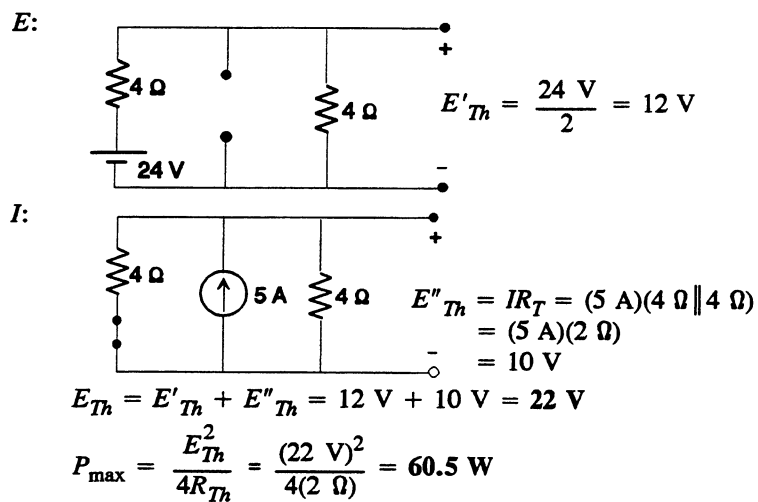 E:
4 Ω
4 Ω
24 V
+
−
E'Th = 24 V / 2 = 12 V
I:
4 Ω
5 A
4 Ω
+
−
E"Th = IRT = (5 A)(4 Ω ‖ 4 Ω)
= (5 A)(2 Ω)
= 10 V
ETh = E'Th + E"Th = 12 V + 10 V = 22 V
Pmax = E²Th / 4RTh = (22 V)² / 4(2 Ω) = 60.5 W